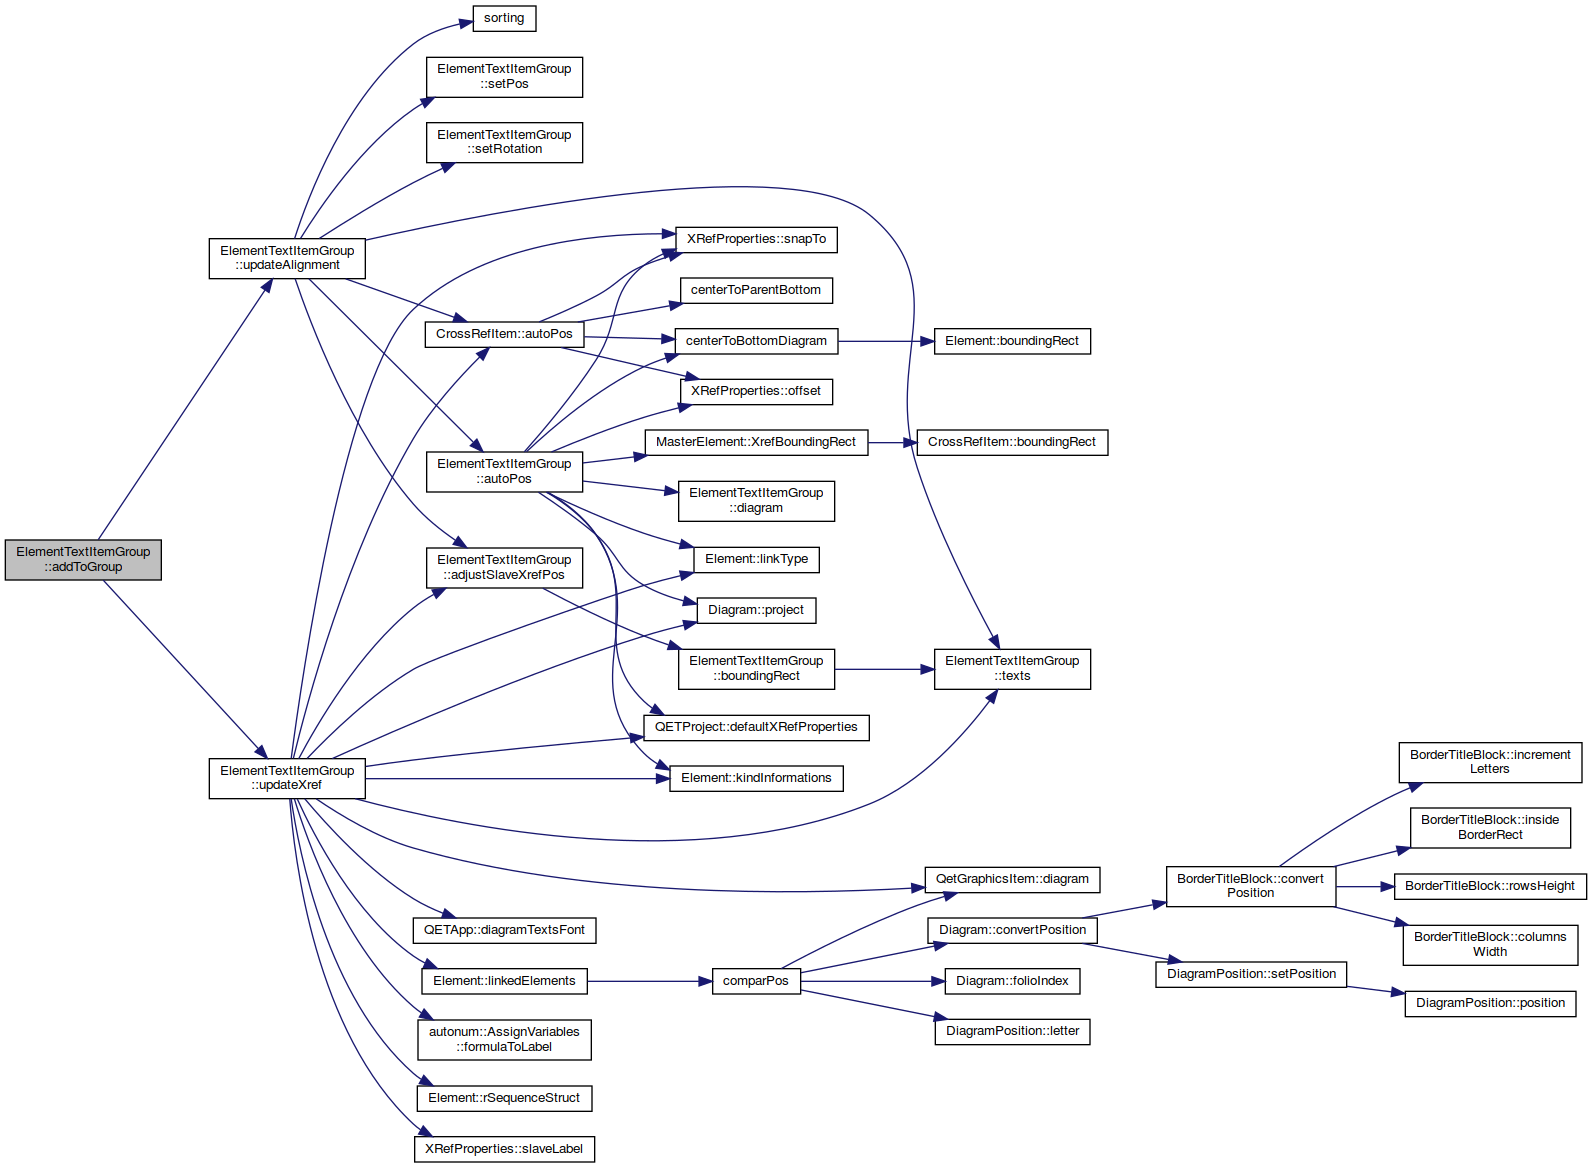 sorting
ElementTextItemGroup
::setPos
ElementTextItemGroup
::setRotation
ElementTextItemGroup
::updateAlignment
XRefProperties::snapTo
centerToParentBottom
CrossRefItem::autoPos
centerToBottomDiagram
Element::boundingRect
XRefProperties::offset
MasterElement::XrefBoundingRect
CrossRefItem::boundingRect
ElementTextItemGroup
::autoPos
ElementTextItemGroup
::diagram
ElementTextItemGroup
::addToGroup
ElementTextItemGroup
::adjustSlaveXrefPos
Element::linkType
Diagram::project
ElementTextItemGroup
::boundingRect
ElementTextItemGroup
::texts
QETProject::defaultXRefProperties
ElementTextItemGroup
::updateXref
Element::kindInformations
BorderTitleBlock::increment
Letters
BorderTitleBlock::inside
BorderRect
QetGraphicsItem::diagram
BorderTitleBlock::convert
Position
BorderTitleBlock::rowsHeight
QETApp::diagramTextsFont
Diagram::convertPosition
BorderTitleBlock::columns
Width
Element::linkedElements
comparPos
Diagram::folioIndex
DiagramPosition::setPosition
DiagramPosition::position
autonum::AssignVariables
::formulaToLabel
DiagramPosition::letter
Element::rSequenceStruct
XRefProperties::slaveLabel